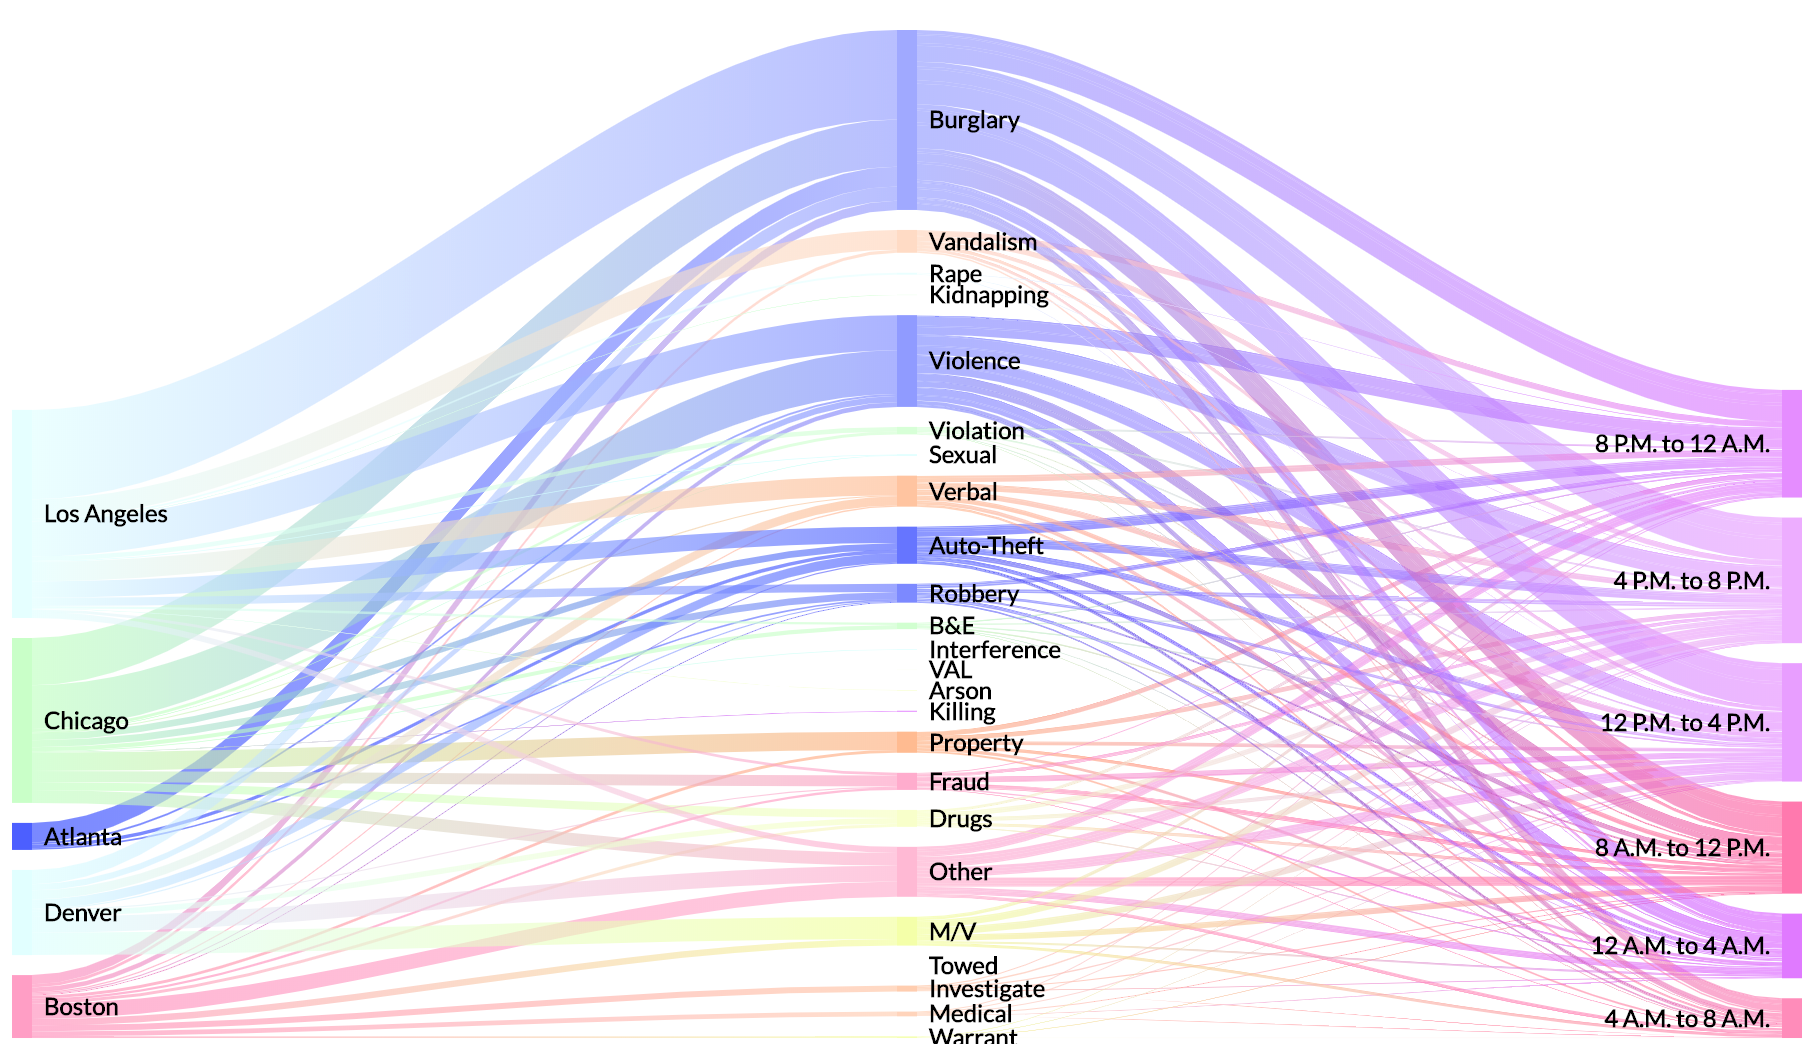 Los Angeles
Chicago
Atlanta
Denver
Boston
Burglary
Vandalism
Rape
Kidnapping
Violence
Violation
Sexual
Verbal
Auto-Theft
Robbery
B&E
Interference
VAL
Arson
Killing
Property
Fraud
Drugs
Other
M/V
Towed
Investigate
Medical
Warrant
8 P.M. to 12 A.M.
4 P.M. to 8 P.M.
12 P.M. to 4 P.M.
8 A.M. to 12 P.M.
12 A.M. to 4 A.M.
4 A.M. to 8 A.M.